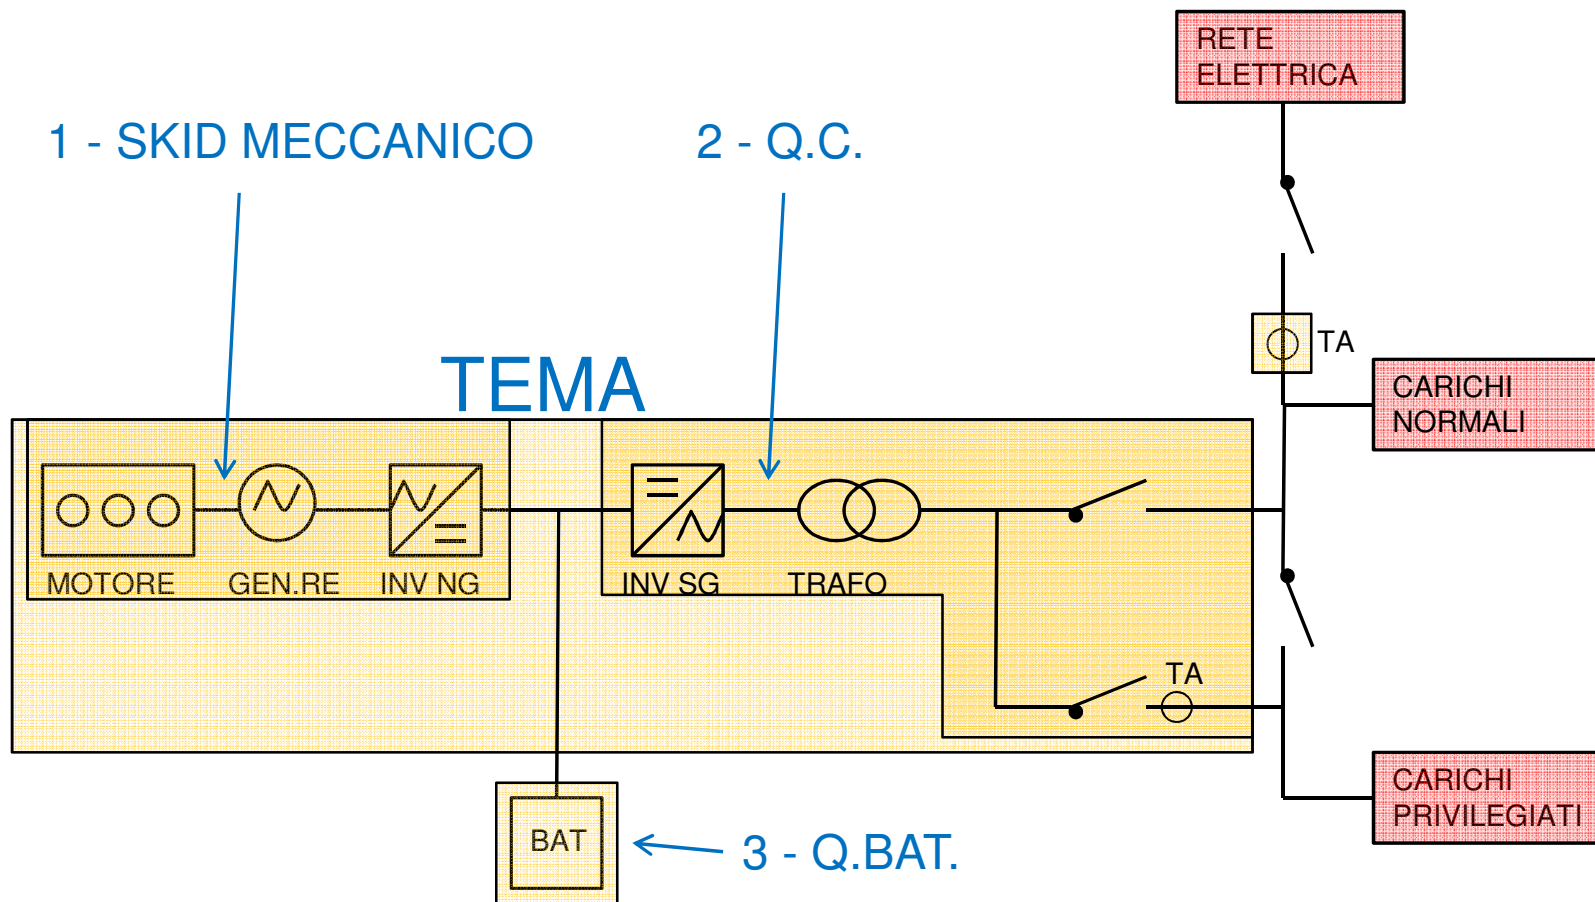 RETE
ELETTRICA
1 - SKID MECCANICO
2 - Q.C.
TA
TEMA
CARICHI
NORMALI
MOTORE
GEN.RE
INV NG
INV SG
TRAFO
TA
CARICHI
PRIVILEGIATI
BAT
3 - Q.BAT.